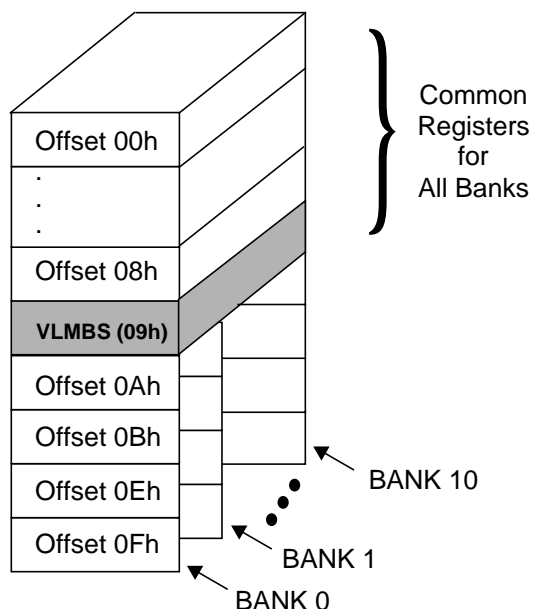 Offset 00h
.
.
.
Offset 08h
VLMBS (09h)
Offset 0Ah
Offset 0Bh
Offset 0Eh
Offset 0Fh
Common
Registers
for
All Banks
BANK 10
BANK 1
BANK 0